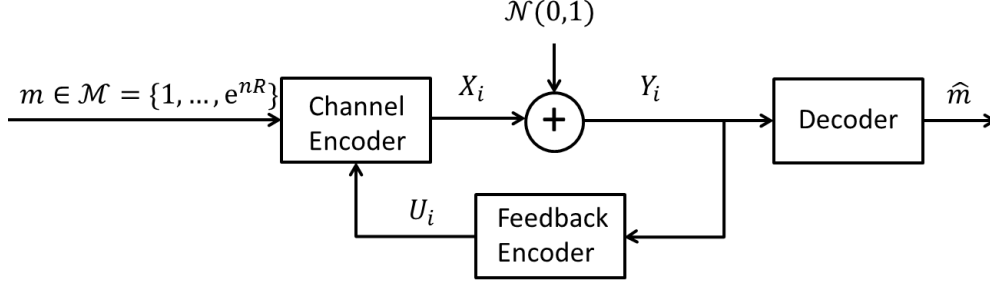 𝒩(0,1)
m ∈ ℳ = {1, …, e^{nR}}
Channel
Encoder
X_i
+
Y_i
Decoder
m̂
U_i
Feedback
Encoder